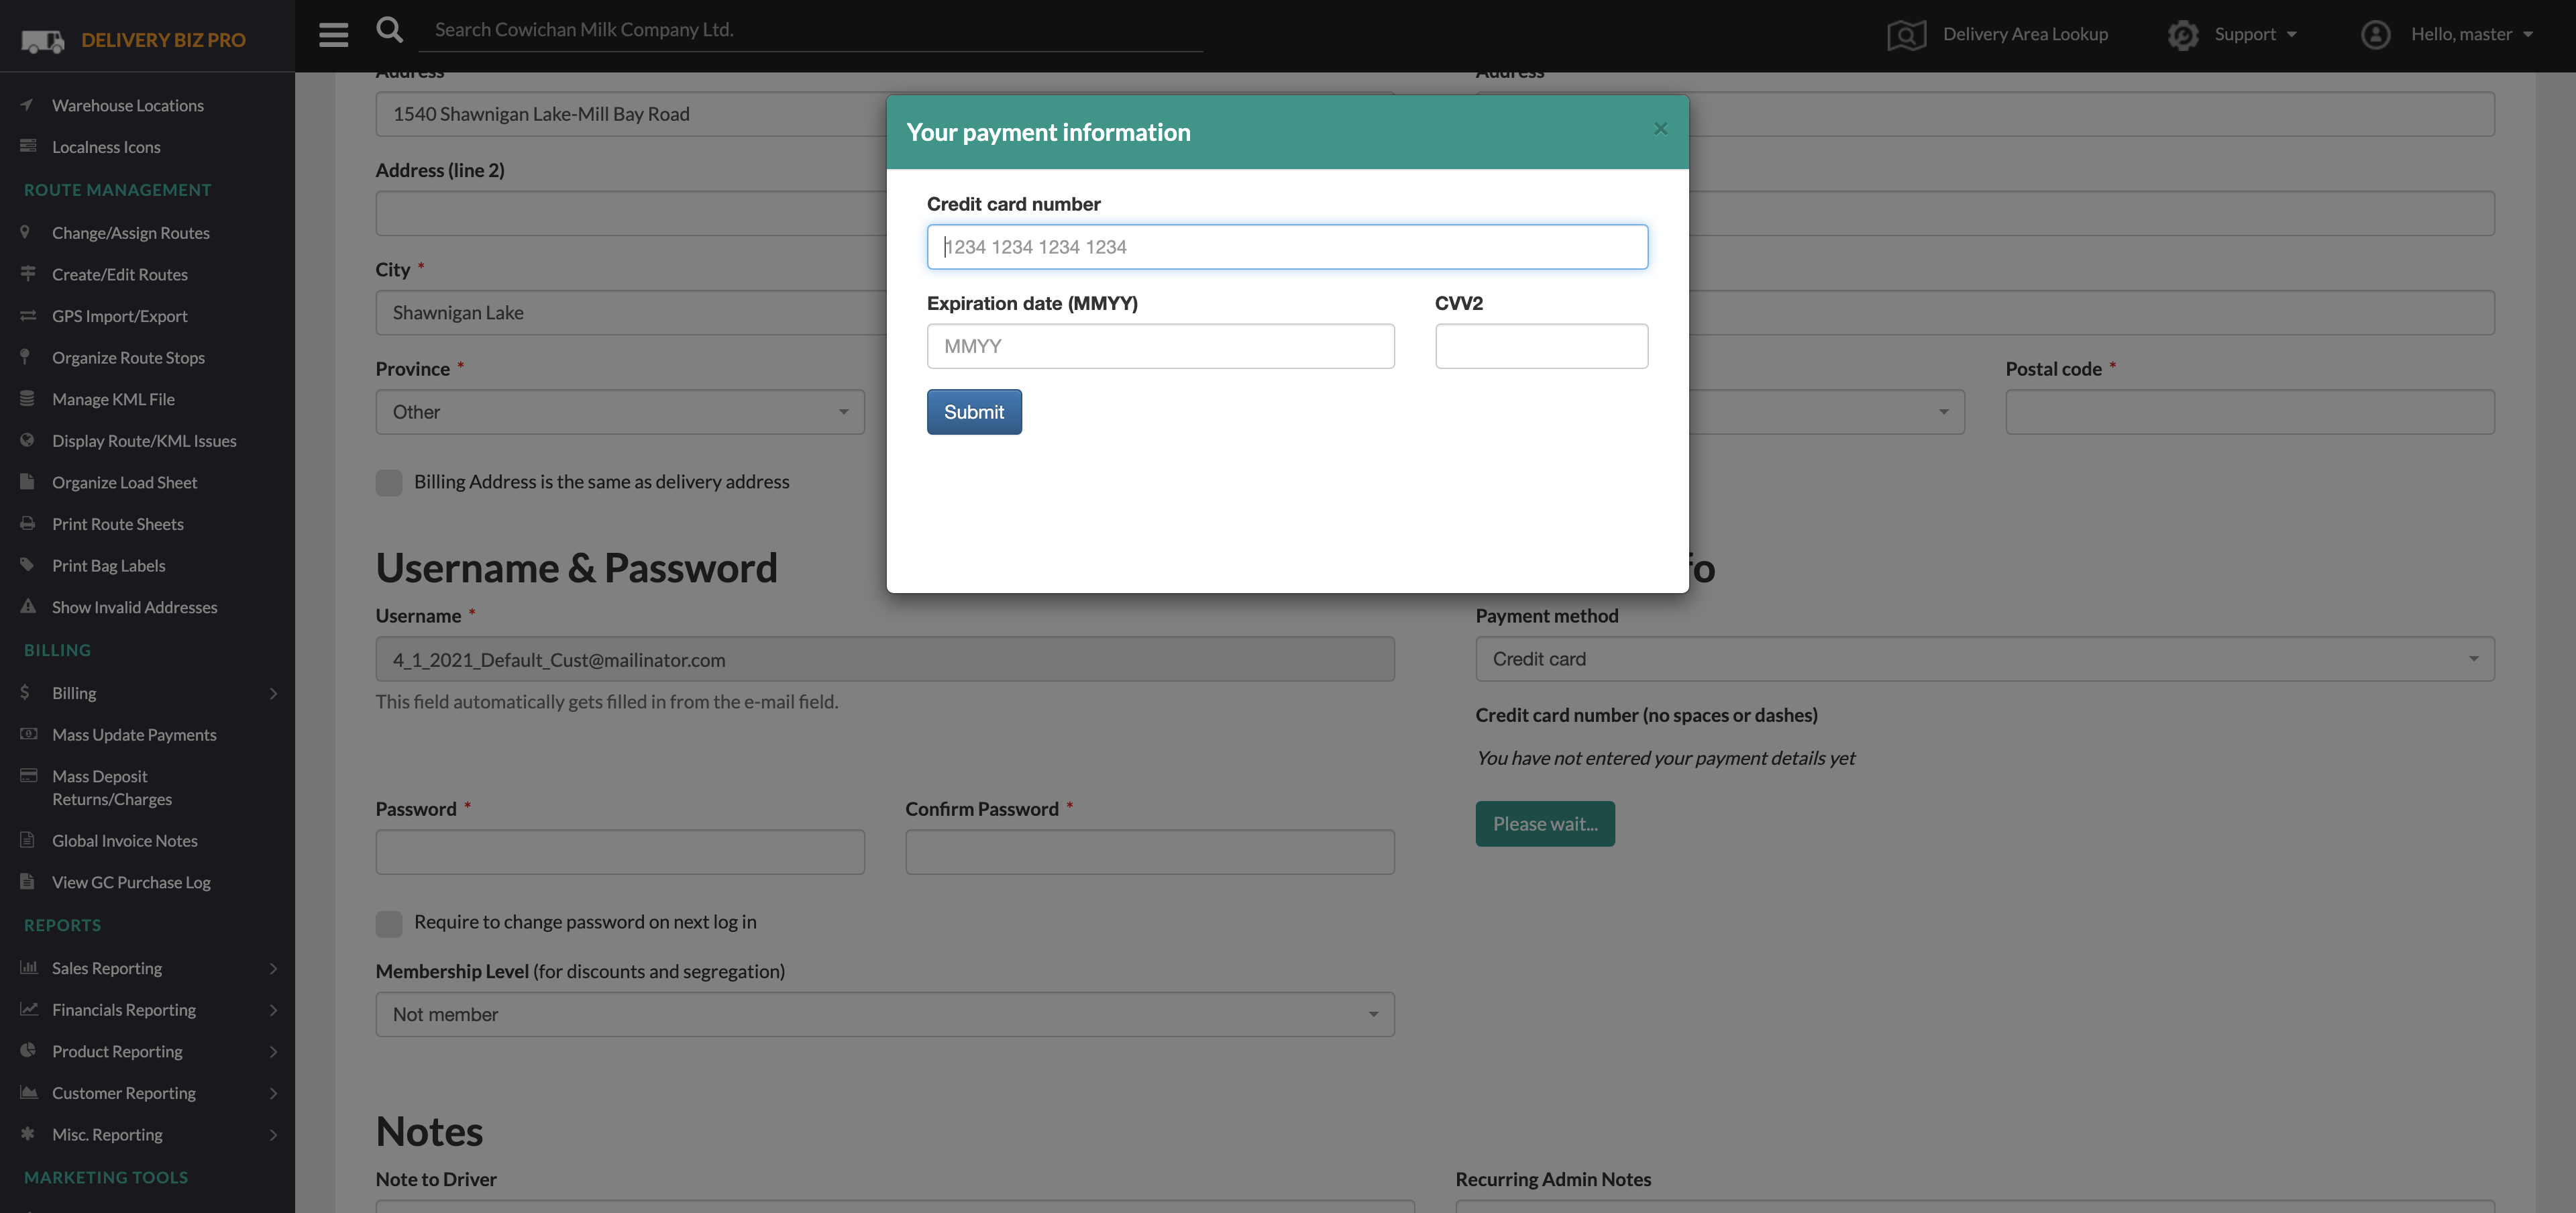 DELIVERY BIZ PRO
Search Cowichan Milk Company Ltd.
Delivery Area Lookup
Support
Hello, master
Warehouse Locations
Localness Icons
ROUTE MANAGEMENT
Change/Assign Routes
Create/Edit Routes
GPS Import/Export
Organize Route Stops
Manage KML File
Display Route/KML Issues
Organize Load Sheet
Print Route Sheets
Print Bag Labels
Show Invalid Addresses
BILLING
Billing
Mass Update Payments
Mass Deposit
Returns/Charges
Global Invoice Notes
View GC Purchase Log
REPORTS
Sales Reporting
Financials Reporting
Product Reporting
Customer Reporting
Misc. Reporting
MARKETING TOOLS
Address
Address
1540 Shawnigan Lake-Mill Bay Road
Address (line 2)
City *
Shawnigan Lake
Province *
Other
Postal code *
Billing Address is the same as delivery address
Your payment information
×
Credit card number
1234 1234 1234 1234
Expiration date (MMYY)
CVV2
MMYY
Submit
Username & Password
fo
Username *
4_1_2021_Default_Cust@mailinator.com
This field automatically gets filled in from the e-mail field.
Payment method
Credit card
Credit card number (no spaces or dashes)
You have not entered your payment details yet
Please wait...
Password *
Confirm Password *
Require to change password on next log in
Membership Level (for discounts and segregation)
Not member
Notes
Note to Driver
Recurring Admin Notes